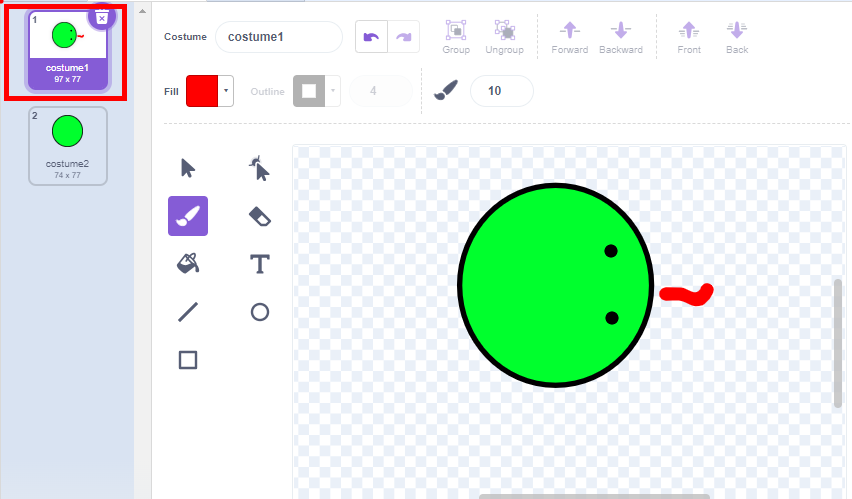 1
costume1
97 x 77
2
costume2
74 x 77
Costume
costume1
Group
Ungroup
Forward
Backward
Front
Back
Fill
Outline
4
10
T